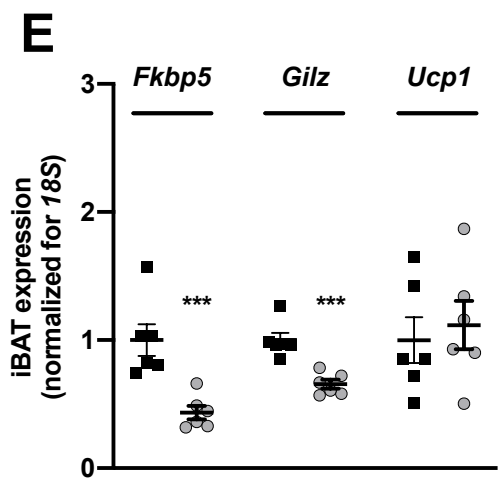 E
Fkbp5 Gilz Ucp1
iBAT expression
(normalized for 18S)
3
2
1
0
*** ***